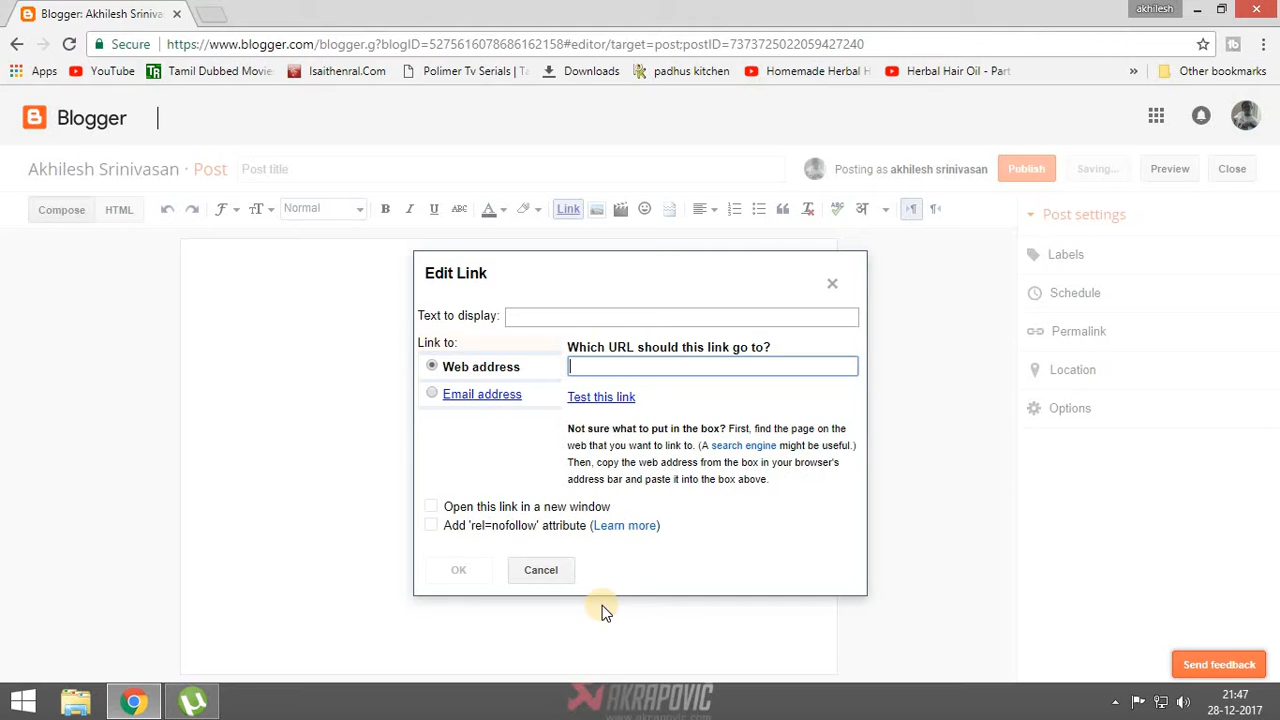 Blogger: Akhilesh Sriniva
akhilesh
Secure
https://www.blogger.com/blogger.g?blogID=5275616078686162158#editor/target=post;postID=7373725022059427240
Apps
YouTube
Tamil Dubbed Movie
Isaithenral.Com
Polimer Tv Serials | Ta
Downloads
padhus kitchen
Homemade Herbal H
Herbal Hair Oil - Part
»
Other bookmarks
Blogger
Akhilesh Srinivasan · Post
Post title
Posting as akhilesh srinivasan
Publish
Saving...
Preview
Close
Compose
HTML
Normal
B
I
U
ABC
A
Link
अ
Post settings
Labels
Schedule
Permalink
Location
Options
Edit Link
Text to display:
Link to:
Web address
Email address
Which URL should this link go to?
Test this link
Not sure what to put in the box? First, find the page on the
web that you want to link to. (A search engine might be useful.)
Then, copy the web address from the box in your browser's
address bar and paste it into the box above.
Open this link in a new window
Add 'rel=nofollow' attribute (Learn more)
OK
Cancel
Send feedback
AKRAPOVIC
21:47
28-12-2017